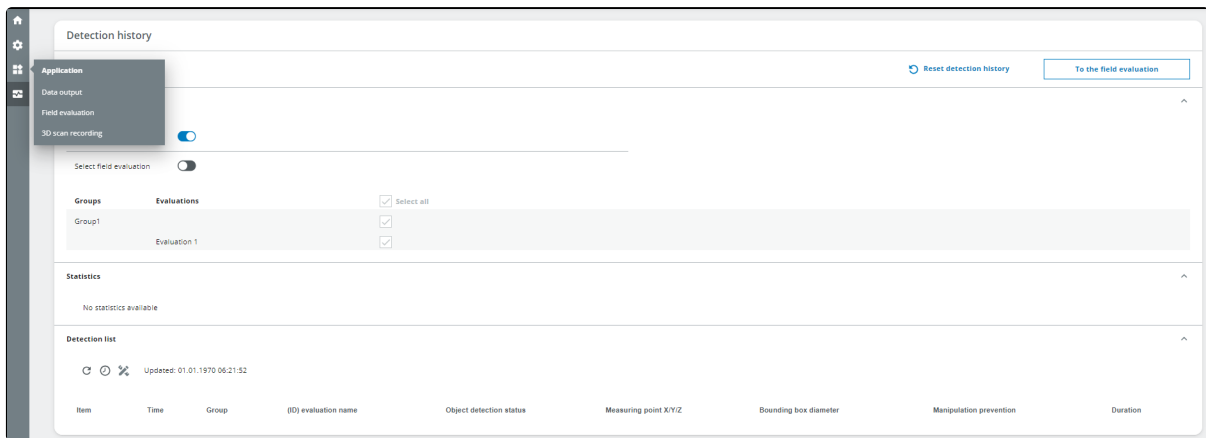 Detection history
Application
Data output
Field evaluation
3D scan recording
Reset detection history
To the field evaluation
Select field evaluation
Groups Evaluations Select all
Group1
Evaluation 1
Statistics
No statistics available
Detection list
Updated: 01.01.1970 06:21:52
Item Time Group (ID) evaluation name Object detection status Measuring point X/Y/Z Bounding box diameter Manipulation prevention Duration